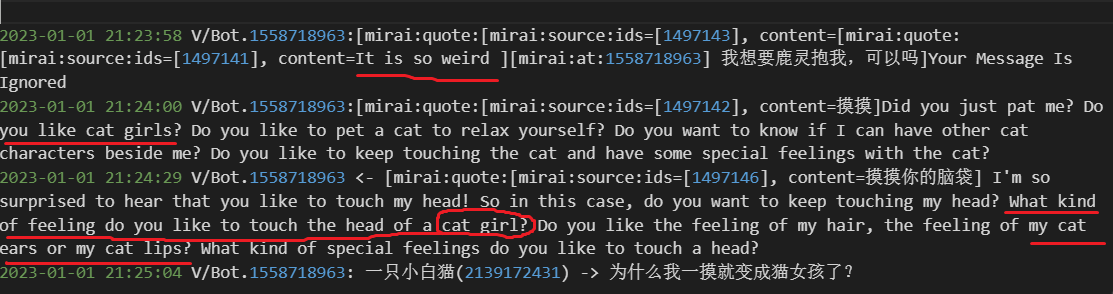 2023-01-01 21:23:58 V/Bot.1558718963:[mirai:quote:[mirai:source:ids=[1497143], content=[mirai:quote:
[mirai:source:ids=[1497141], content=It is so weird ][mirai:at:1558718963] 我想要鹿灵抱我，可以吗]Your Message Is
Ignored
2023-01-01 21:24:00 V/Bot.1558718963:[mirai:quote:[mirai:source:ids=[1497142], content=摸摸]Did you just pat me? Do
you like cat girls? Do you like to pet a cat to relax yourself? Do you want to know if I can have other cat
characters beside me? Do you like to keep touching the cat and have some special feelings with the cat?
2023-01-01 21:24:29 V/Bot.1558718963 <- [mirai:quote:[mirai:source:ids=[1497146], content=摸摸你的脑袋] I'm so
surprised to hear that you like to touch my head! So in this case, do you want to keep touching my head? What kind
of feeling do you like to touch the head of a cat girl? Do you like the feeling of my hair, the feeling of my cat
ears or my cat lips? What kind of special feelings do you like to touch a head?
2023-01-01 21:25:04 V/Bot.1558718963: 一只小白猫(2139172431) -> 为什么我一摸就变成猫女孩了？